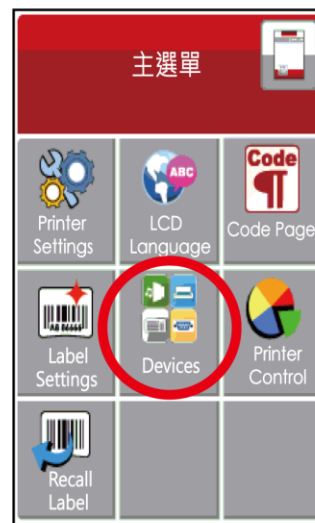 主選單
Printer
Settings
ABC
LCD
Language
Code
Code Page
Label
Settings
Devices
Printer
Control
Recall
Label